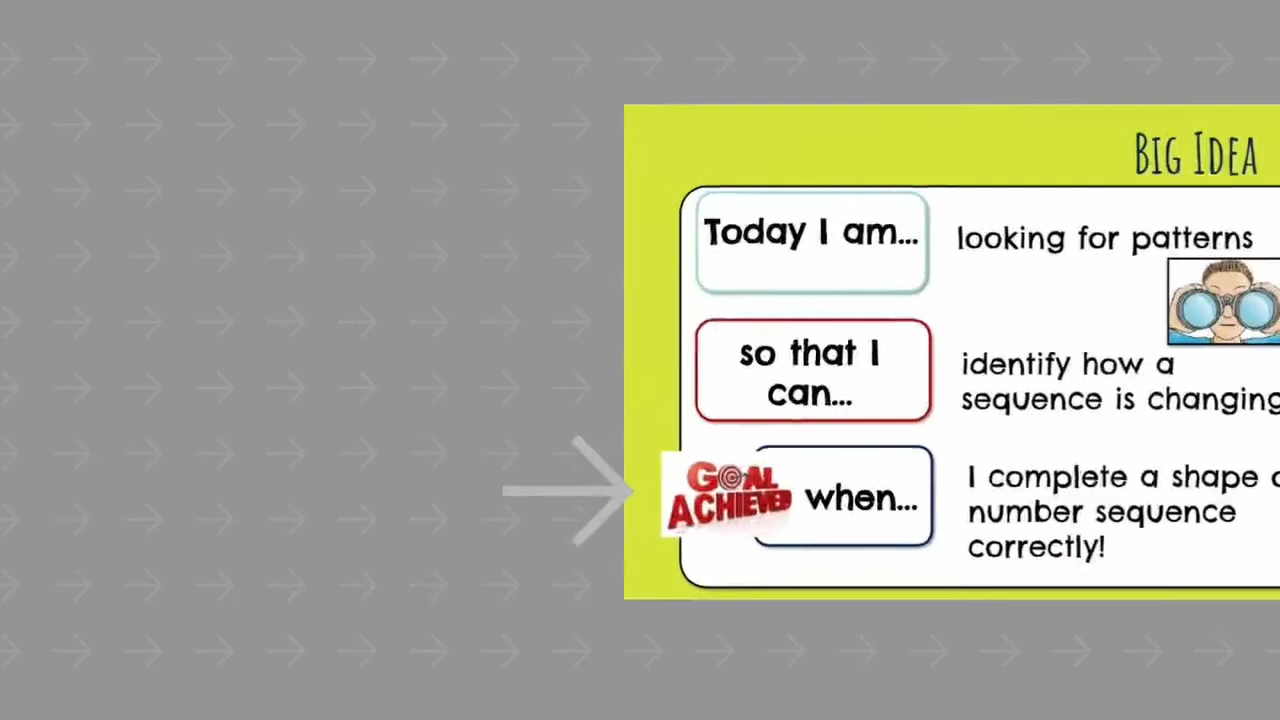 BIG IDEA
Today I am...
looking for patterns
so that I
can...
identify how a
sequence is changing
GOAL
ACHIEVED
when...
I complete a shape
number sequence
correctly!